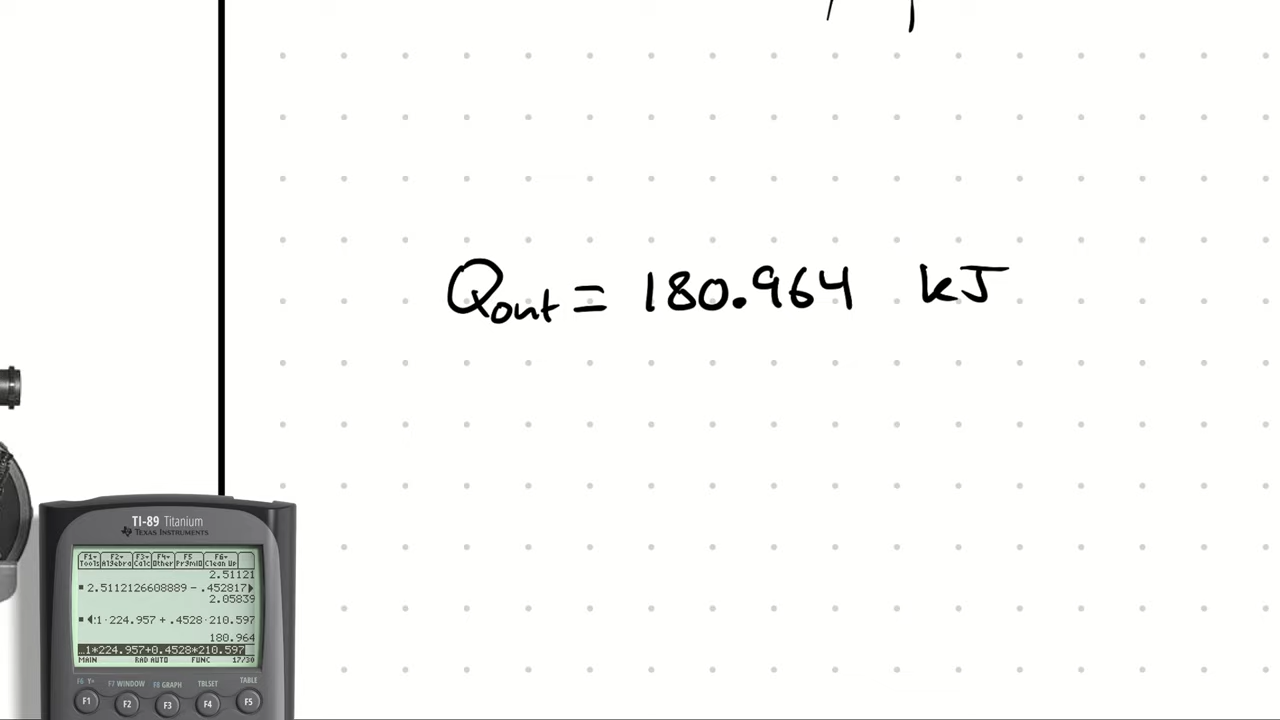 Qout = 180.964 kJ
TI-89 Titanium
TEXAS INSTRUMENTS
F1 F2 F3 F4 F5 F6
Tools Algebra Calc Other PrgmIO Clean Up
2.51121
2.5112126608889 - .452817
2.05839
1·224.957 + .4528·210.597
180.964
…1*224.957+0.4528*210.597
MAIN RAD AUTO FUNC 17/30
F6 Y= F7 WINDOW F8 GRAPH TBLSET TABLE
F1 F2 F3 F4 F5